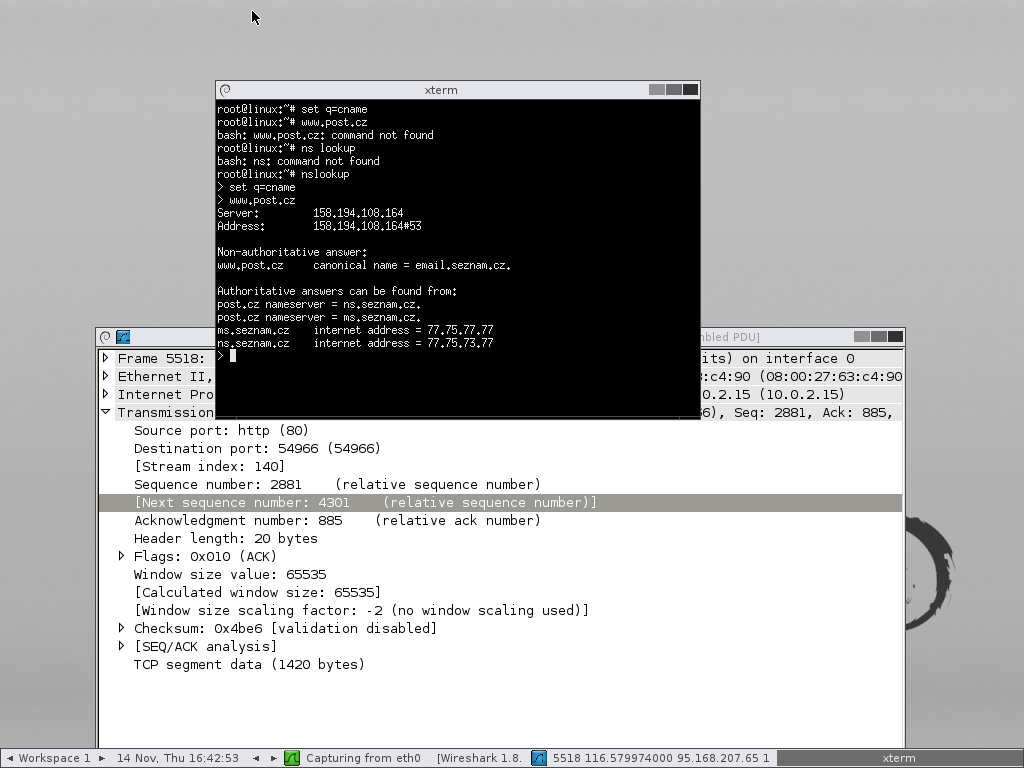 xterm
root@linux:~# set q=cname
root@linux:~# www.post.cz
bash: www.post.cz: command not found
root@linux:~# ns lookup
bash: ns: command not found
root@linux:~# nslookup
> set q=cname
> www.post.cz
Server: 158.194.108.164
Address: 158.194.108.164#53
Non-authoritative answer:
www.post.cz canonical name = email.seznam.cz.
Authoritative answers can be found from:
post.cz nameserver = ns.seznam.cz.
post.cz nameserver = ms.seznam.cz.
ms.seznam.cz internet address = 77.75.77.77
ns.seznam.cz internet address = 77.75.73.77
>
mbled PDU]
Frame 5518: its) on interface 0
Ethernet II, :c4:90 (08:00:27:63:c4:90
Internet Pro 0.2.15 (10.0.2.15)
Transmission 66), Seq: 2881, Ack: 885,
Source port: http (80)
Destination port: 54966 (54966)
[Stream index: 140]
Sequence number: 2881 (relative sequence number)
[Next sequence number: 4301 (relative sequence number)]
Acknowledgment number: 885 (relative ack number)
Header length: 20 bytes
Flags: 0x010 (ACK)
Window size value: 65535
[Calculated window size: 65535]
[Window size scaling factor: -2 (no window scaling used)]
Checksum: 0x4be6 [validation disabled]
[SEQ/ACK analysis]
TCP segment data (1420 bytes)
Workspace 1 14 Nov, Thu 16:42:53 Capturing from eth0 [Wireshark 1.8. 5518 116.579974000 95.168.207.65 1 xterm